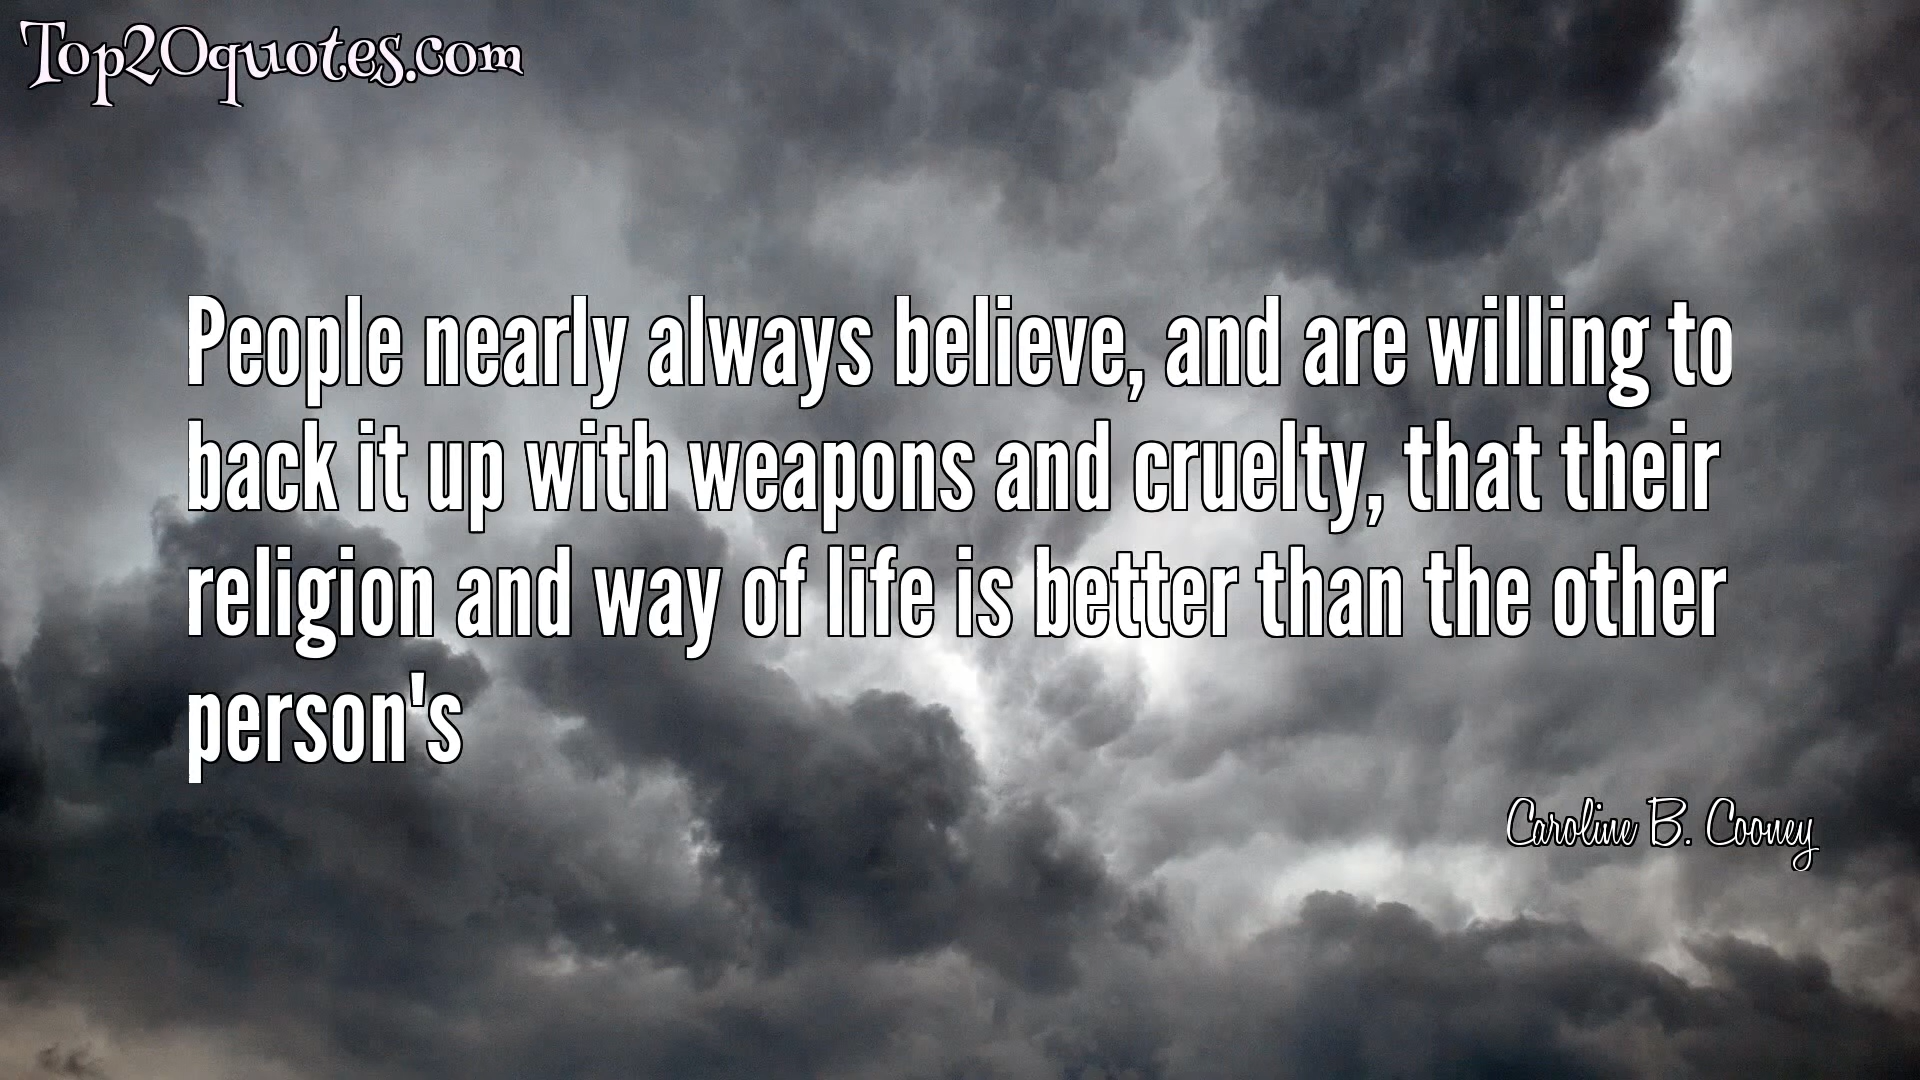 Top20quotes.com
People nearly always believe, and are willing to
back it up with weapons and cruelty, that their
religion and way of life is better than the other
person's
Caroline B. Cooney